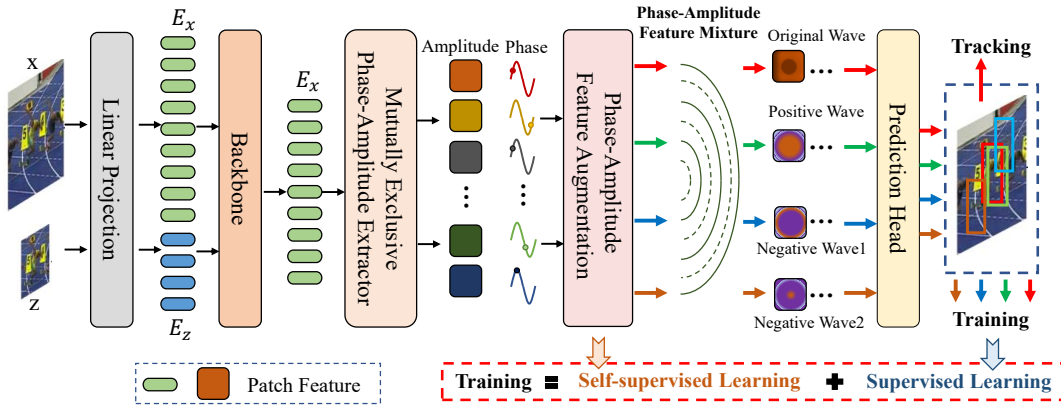 x
z
Linear Projection
E_x
E_z
Backbone
E_x
Mutually Exclusive
Phase-Amplitude Extractor
Amplitude
Phase
Phase-Amplitude
Feature Augmentation
Phase-Amplitude
Feature Mixture
Original Wave
Positive Wave
Negative Wave1
Negative Wave2
Prediction Head
Tracking
Training
Patch Feature
Training = Self-supervised Learning + Supervised Learning